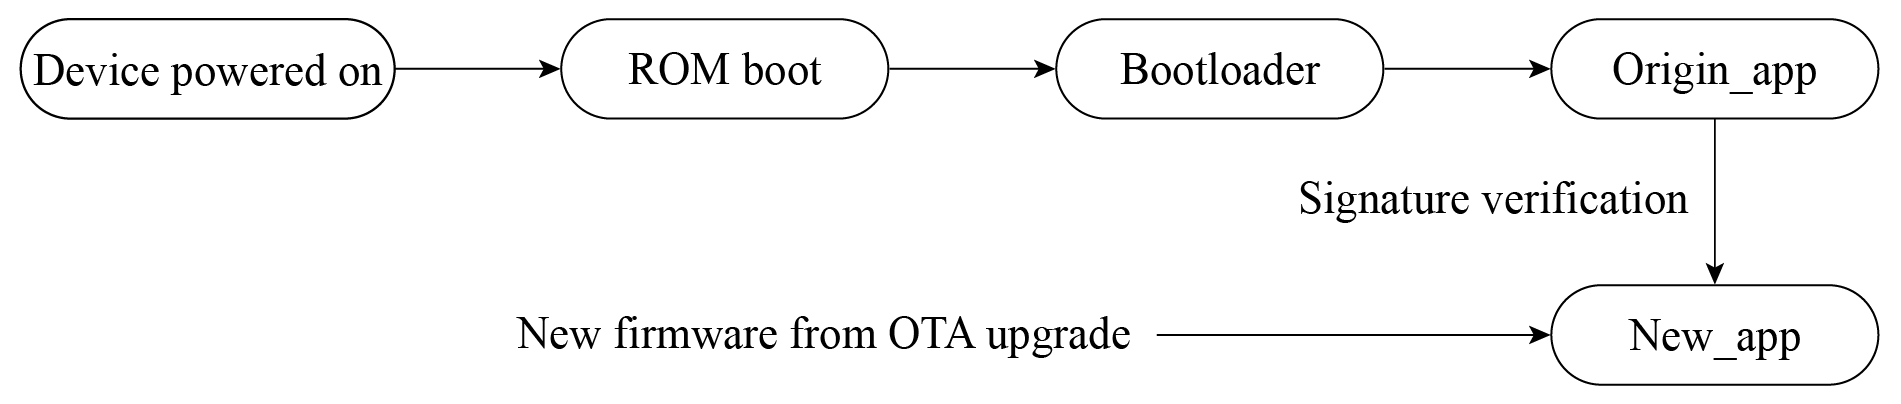 Device powered on
ROM boot
Bootloader
Origin_app
Signature verification
New firmware from OTA upgrade
New_app